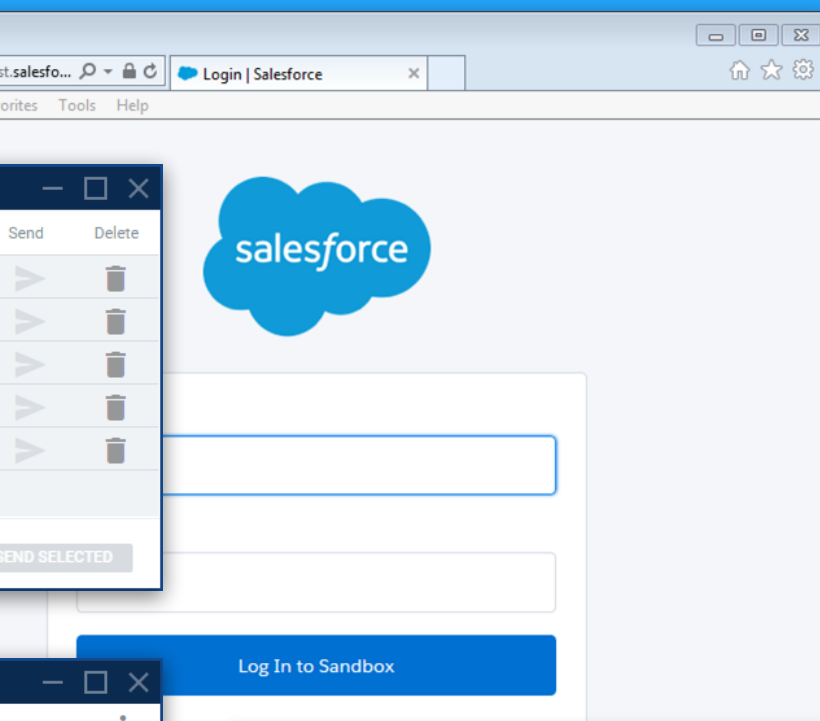 st.salesfo... Login | Salesforce
orites Tools Help
Send Delete
salesforce
SEND SELECTED
Log In to Sandbox